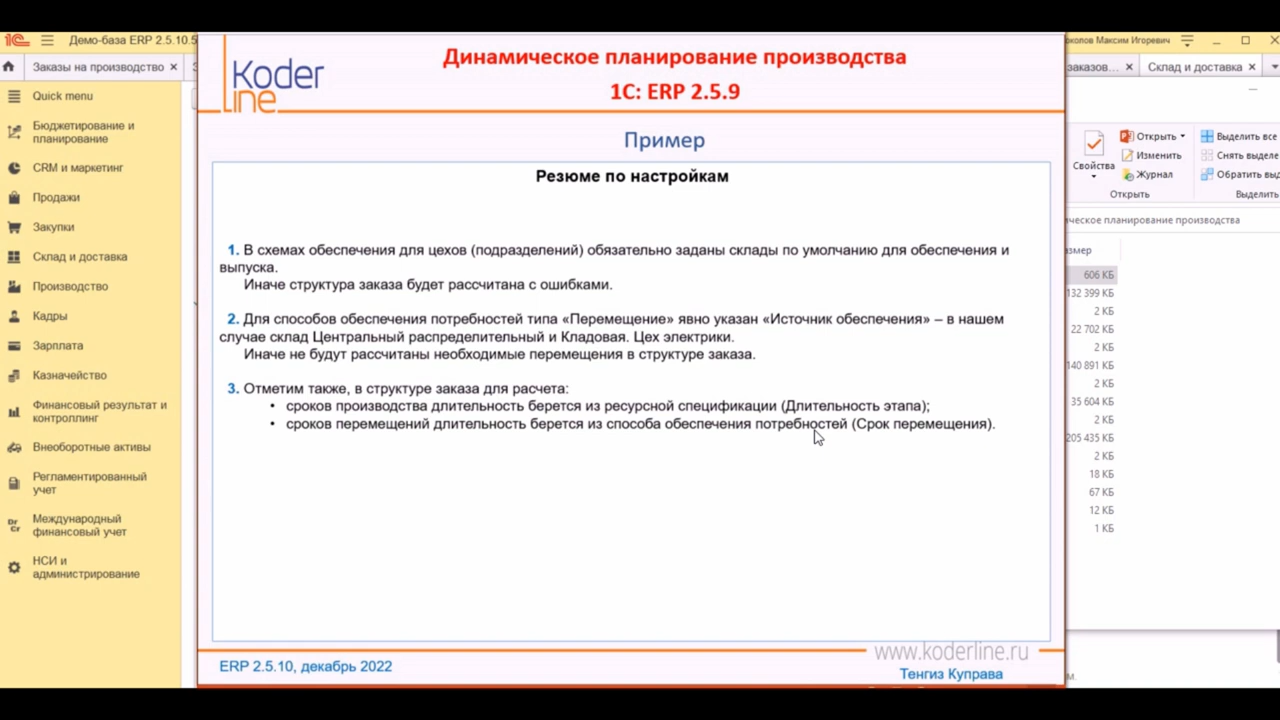 1С
Демо-база ERP 2.5.10.5
околов Максим Игоревич
Заказы на производство ×
заказов... ×
Склад и доставка ×
Quick menu
Бюджетирование и
планирование
CRM и маркетинг
Продажи
Закупки
Склад и доставка
Производство
Кадры
Зарплата
Казначейство
Финансовый результат и
контроллинг
Внеоборотные активы
Регламентированный
учет
Международный
финансовый учет
НСИ и
администрирование
Koder
line
Динамическое планирование производства
1С: ERP 2.5.9
Пример
Резюме по настройкам
1. В схемах обеспечения для цехов (подразделений) обязательно заданы склады по умолчанию для обеспечения и
выпуска.
Иначе структура заказа будет рассчитана с ошибками.
2. Для способов обеспечения потребностей типа «Перемещение» явно указан «Источник обеспечения» – в нашем
случае склад Центральный распределительный и Кладовая. Цех электрики.
Иначе не будут рассчитаны необходимые перемещения в структуре заказа.
3. Отметим также, в структуре заказа для расчета:
• сроков производства длительность берется из ресурсной спецификации (Длительность этапа);
• сроков перемещений длительность берется из способа обеспечения потребностей (Срок перемещения).
www.koderline.ru
ERP 2.5.10, декабрь 2022
Тенгиз Куправа
Свойства
Открыть
Изменить
Журнал
Открыть
Выделить все
Снять выделе
Обратить выд
Выделить
ическое планирование производства
змер
606 КБ
132 399 КБ
2 КБ
22 702 КБ
2 КБ
140 891 КБ
2 КБ
35 604 КБ
2 КБ
205 435 КБ
2 КБ
18 КБ
67 КБ
12 КБ
1 КБ